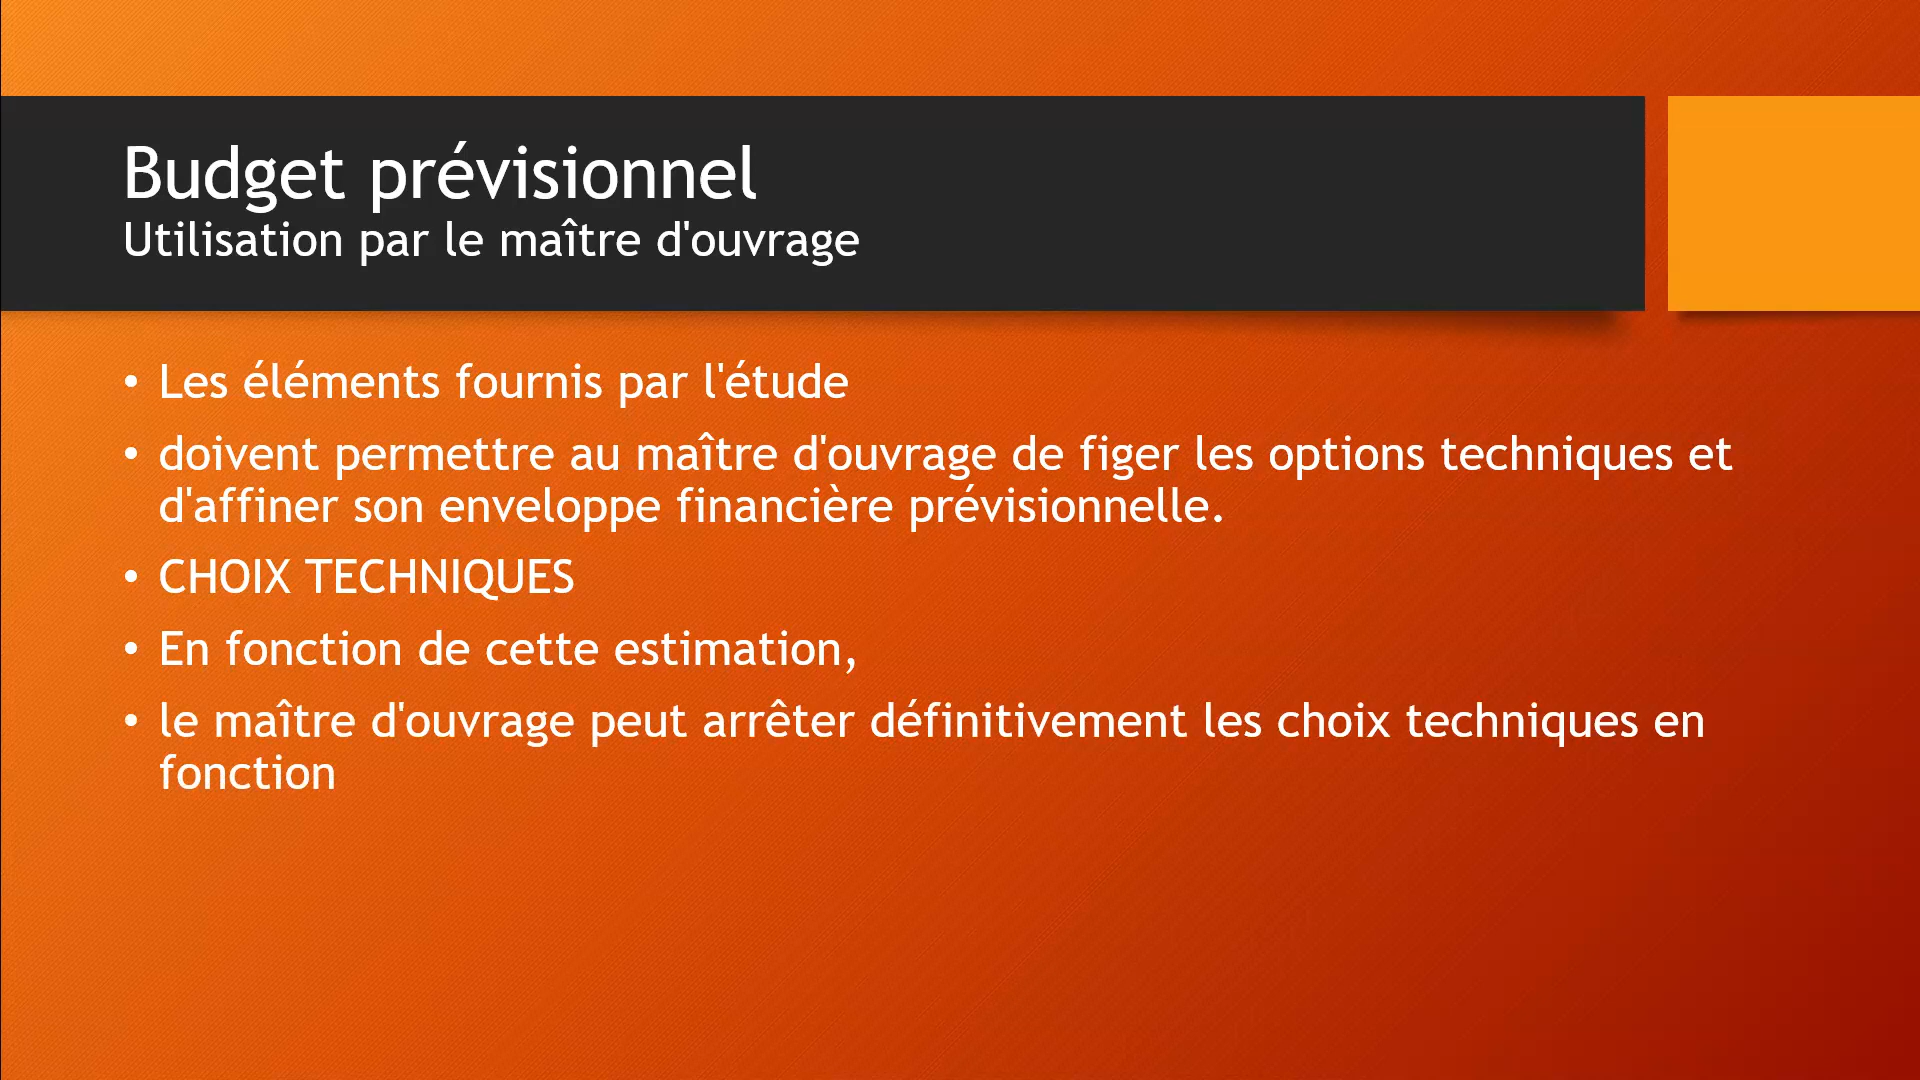 Budget prévisionnel
Utilisation par le maître d'ouvrage
• Les éléments fournis par l'étude
• doivent permettre au maître d'ouvrage de figer les options techniques et
d'affiner son enveloppe financière prévisionnelle.
• CHOIX TECHNIQUES
• En fonction de cette estimation,
• le maître d'ouvrage peut arrêter définitivement les choix techniques en
fonction